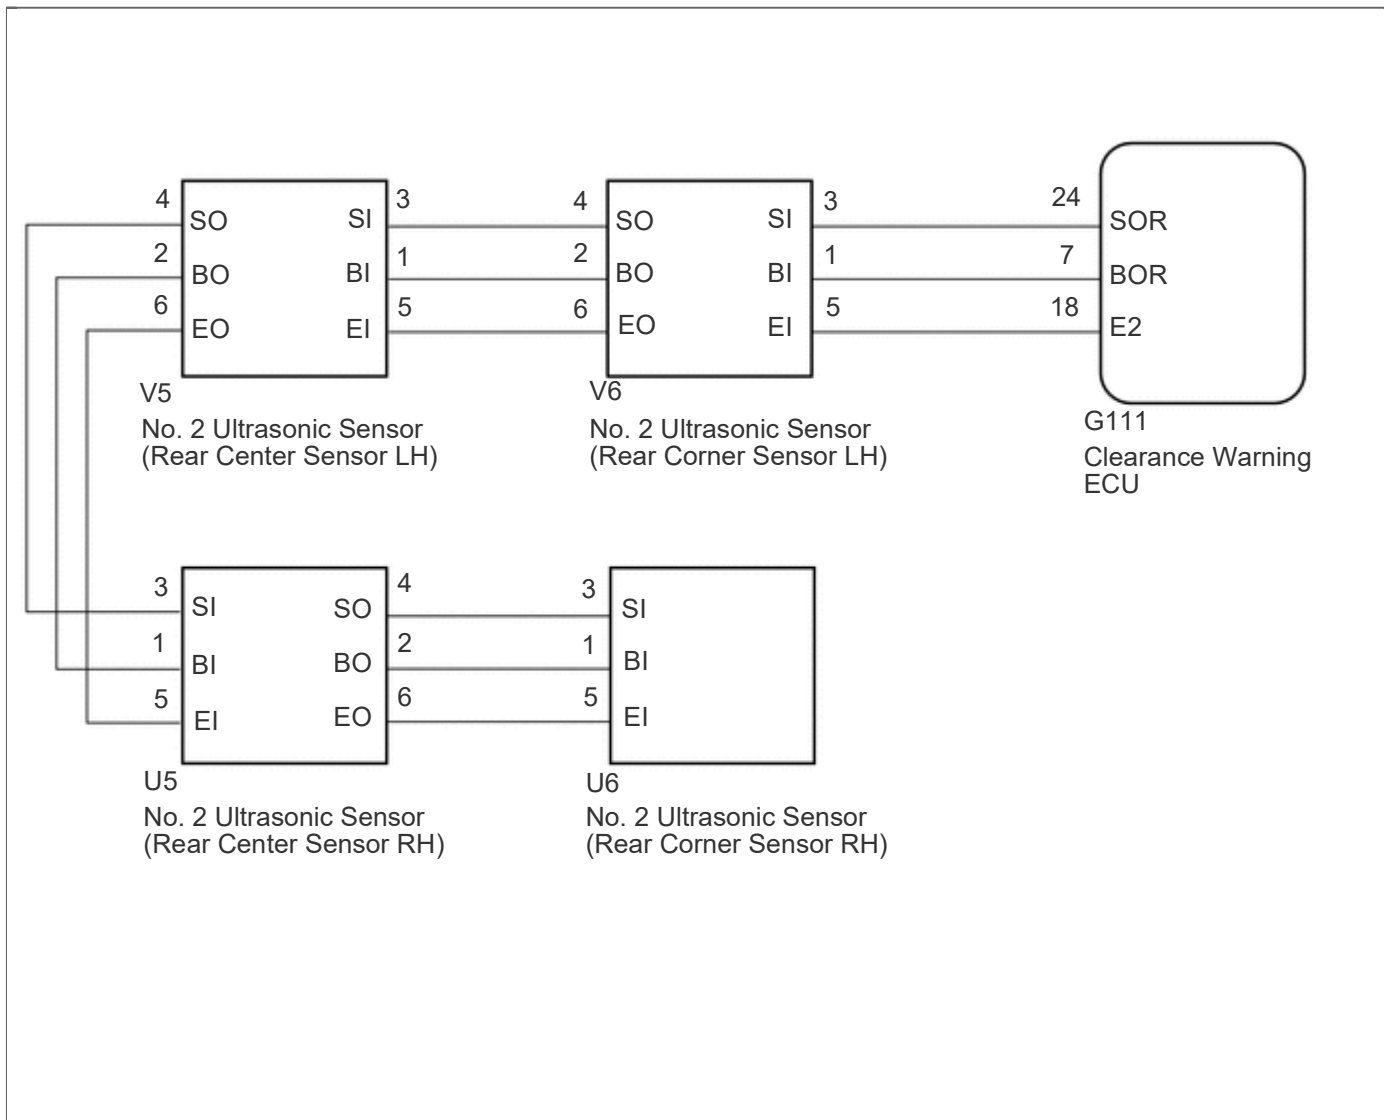 4 SO SI 3 4 SO SI 3 24 SOR
2 BO BI 1 2 BO BI 1 7 BOR
6 EO EI 5 6 EO EI 5 18 E2
V5
No. 2 Ultrasonic Sensor
(Rear Center Sensor LH)
V6
No. 2 Ultrasonic Sensor
(Rear Corner Sensor LH)
G111
Clearance Warning
ECU
3 SI SO 4 3 SI
1 BI BO 2 1 BI
5 EI EO 6 5 EI
U5
No. 2 Ultrasonic Sensor
(Rear Center Sensor RH)
U6
No. 2 Ultrasonic Sensor
(Rear Corner Sensor RH)